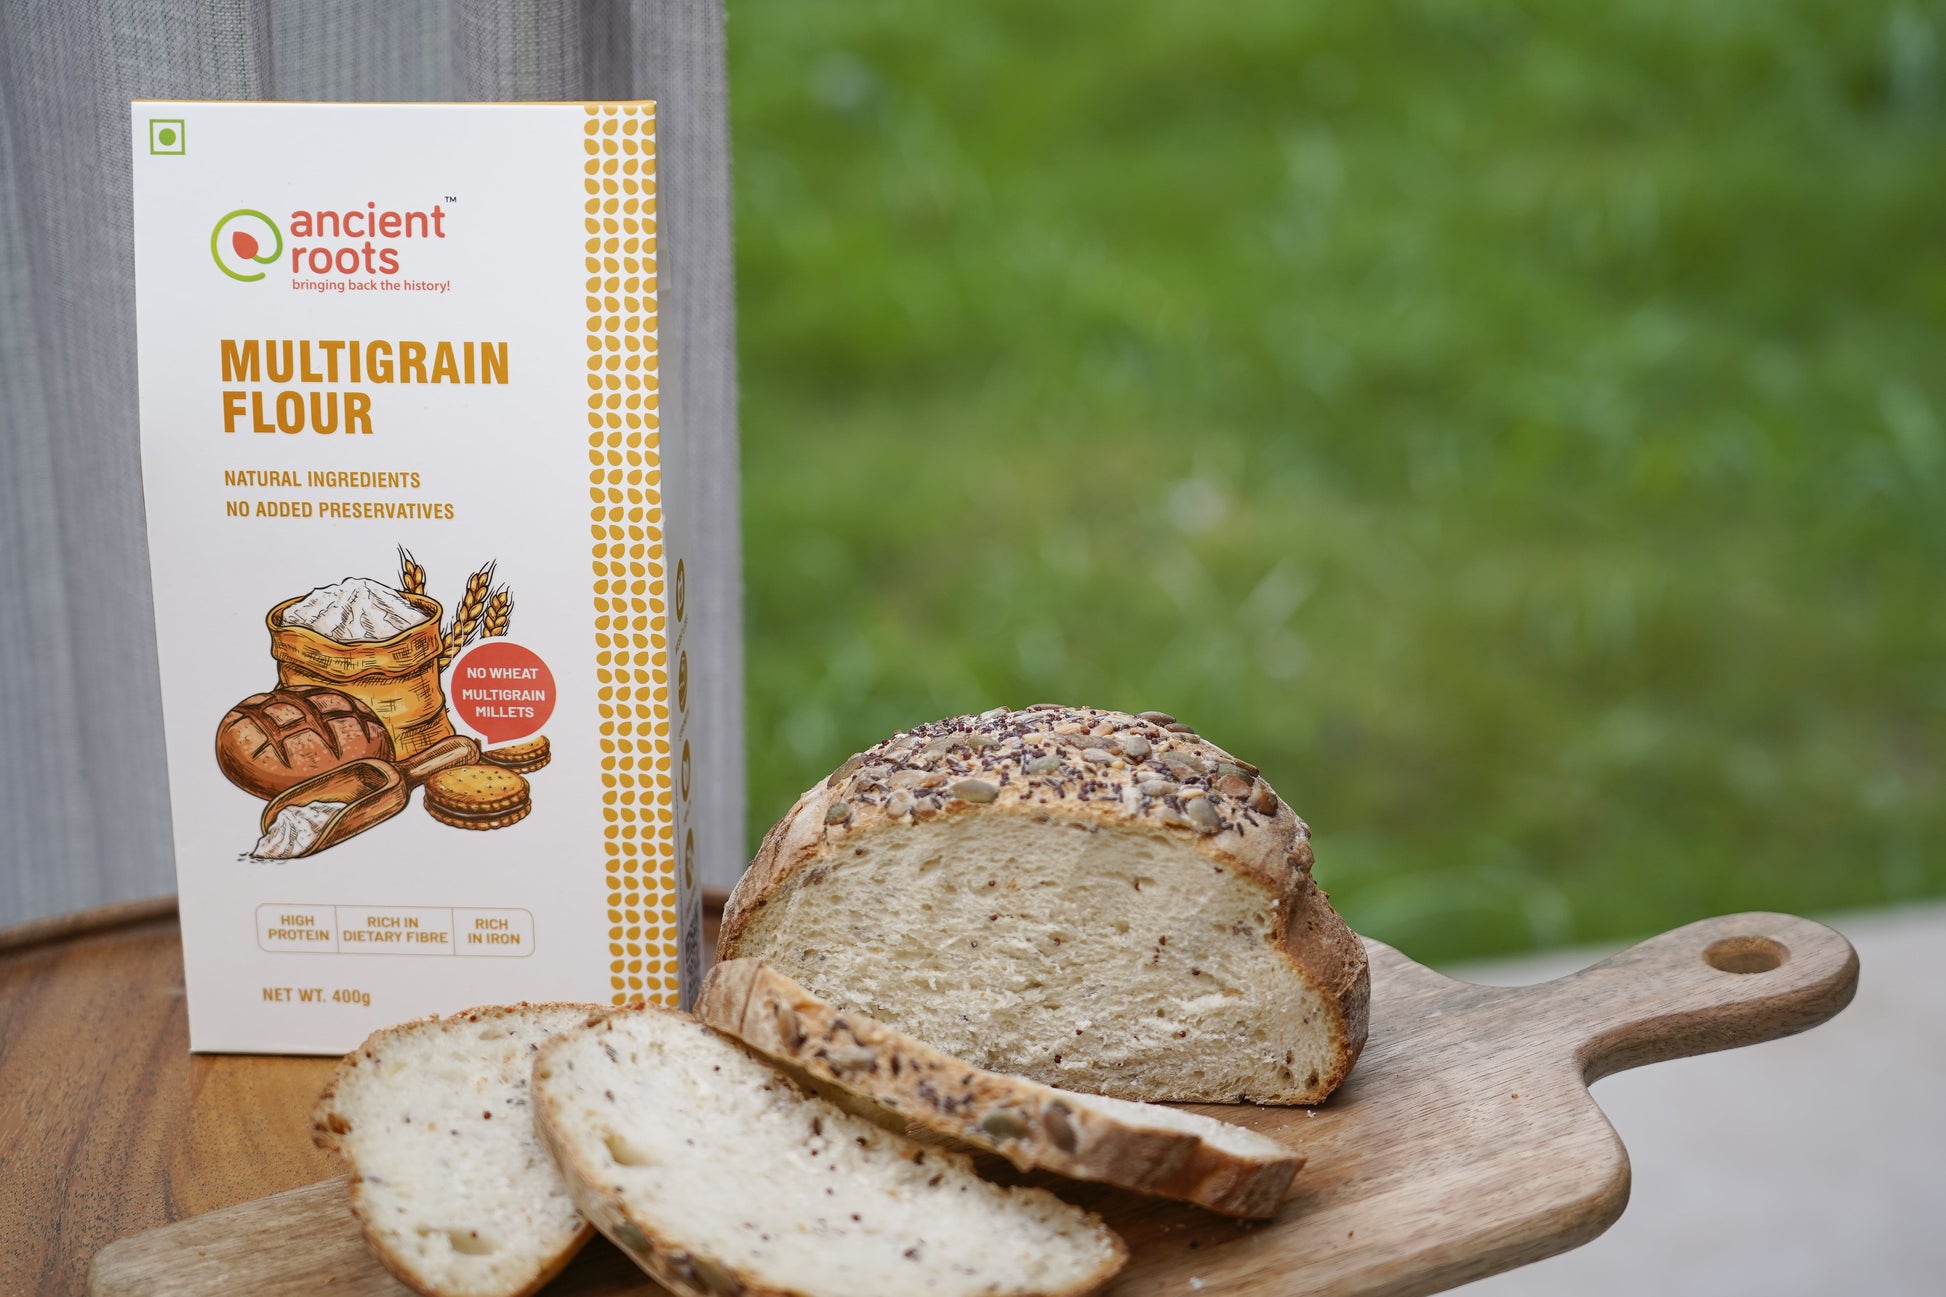 ancient™
roots
bringing back the history!
MULTIGRAIN
FLOUR
NATURAL INGREDIENTS
NO ADDED PRESERVATIVES
NO WHEAT
MULTIGRAIN
MILLETS
HIGH
PROTEIN
RICH IN
DIETARY FIBRE
RICH
IN IRON
NET WT. 400g